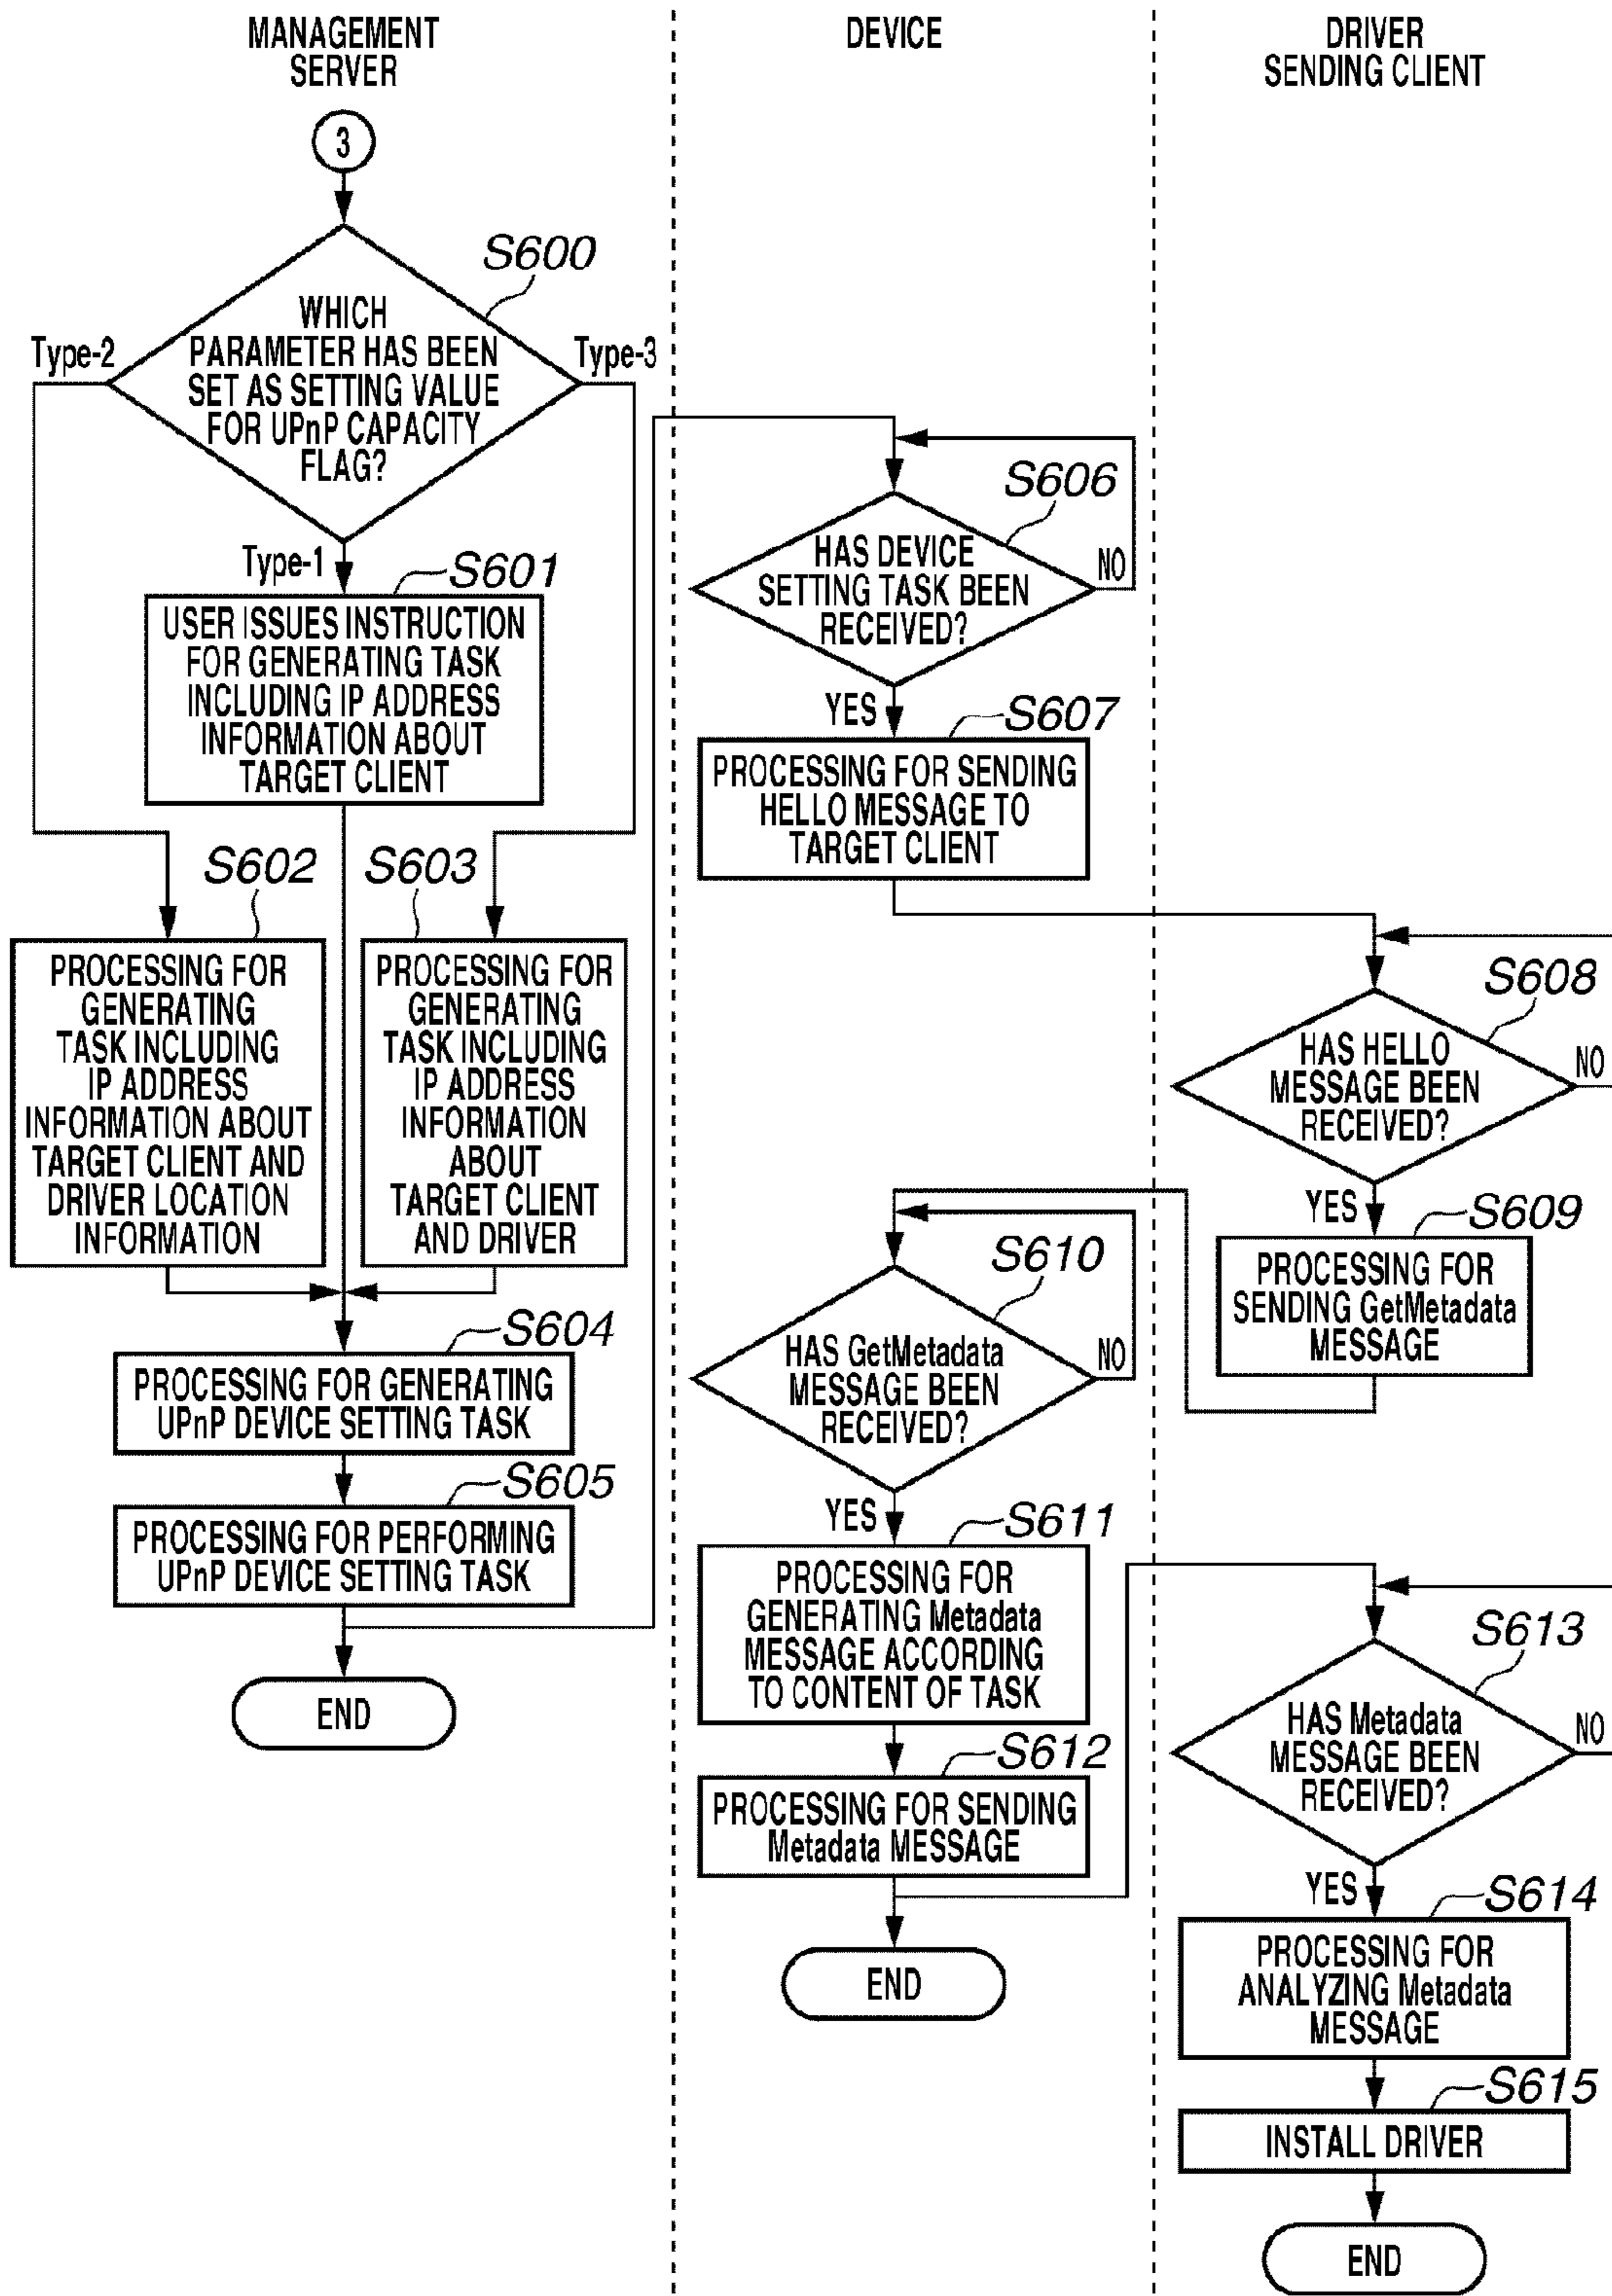 MANAGEMENT
SERVER
3
S600
WHICH
PARAMETER HAS BEEN
SET AS SETTING VALUE
FOR UPnP CAPACITY
FLAG?
Type-2
Type-3
Type-1
S601
USER ISSUES INSTRUCTION
FOR GENERATING TASK
INCLUDING IP ADDRESS
INFORMATION ABOUT
TARGET CLIENT
S602
PROCESSING FOR
GENERATING
TASK INCLUDING
IP ADDRESS
INFORMATION ABOUT
TARGET CLIENT AND
DRIVER LOCATION
INFORMATION
S603
PROCESSING FOR
GENERATING
TASK INCLUDING
IP ADDRESS
INFORMATION
ABOUT
TARGET CLIENT
AND DRIVER
S604
PROCESSING FOR GENERATING
UPnP DEVICE SETTING TASK
S605
PROCESSING FOR PERFORMING
UPnP DEVICE SETTING TASK
END
DEVICE
S606
HAS DEVICE
SETTING TASK BEEN
RECEIVED?
NO
YES
S607
PROCESSING FOR SENDING
HELLO MESSAGE TO
TARGET CLIENT
S610
HAS GetMetadata
MESSAGE BEEN
RECEIVED?
NO
YES
S611
PROCESSING FOR
GENERATING Metadata
MESSAGE ACCORDING
TO CONTENT OF TASK
S612
PROCESSING FOR SENDING
Metadata MESSAGE
END
DRIVER
SENDING CLIENT
S608
HAS HELLO
MESSAGE BEEN
RECEIVED?
NO
YES
S609
PROCESSING FOR
SENDING GetMetadata
MESSAGE
S613
HAS Metadata
MESSAGE BEEN
RECEIVED?
NO
YES
S614
PROCESSING FOR
ANALYZING Metadata
MESSAGE
S615
INSTALL DRIVER
END